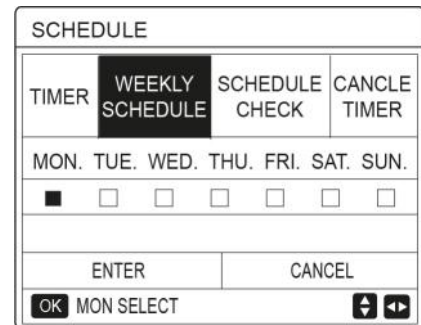 SCHEDULE
TIMER WEEKLY SCHEDULE SCHEDULE CHECK CANCLE TIMER
MON. TUE. WED. THU. FRI. SAT. SUN.
ENTER CANCEL
OK MON SELECT